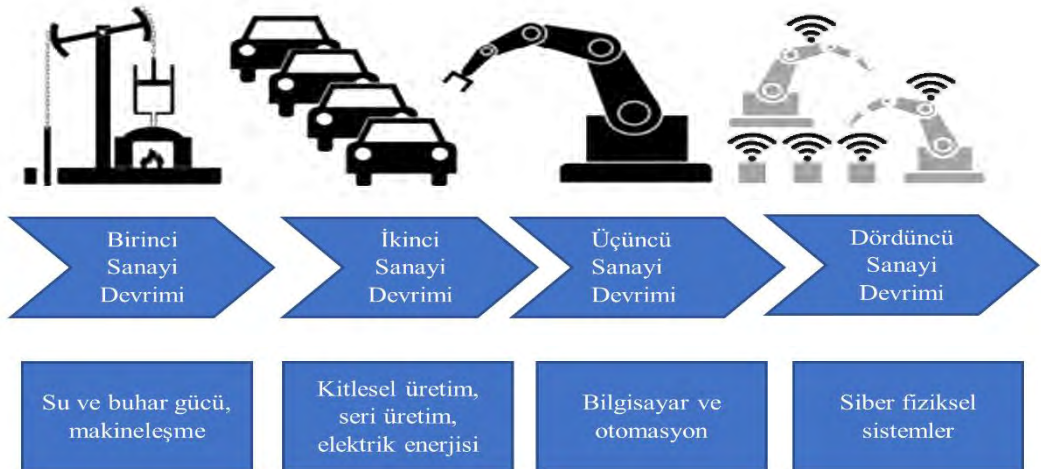 Birinci
Sanayi
Devrimi
İkinci
Sanayi
Devrimi
Üçüncü
Sanayi
Devrimi
Dördüncü
Sanayi
Devrimi
Su ve buhar gücü,
makineleşme
Kitlesel üretim,
seri üretim,
elektrik enerjisi
Bilgisayar ve
otomasyon
Siber fiziksel
sistemler